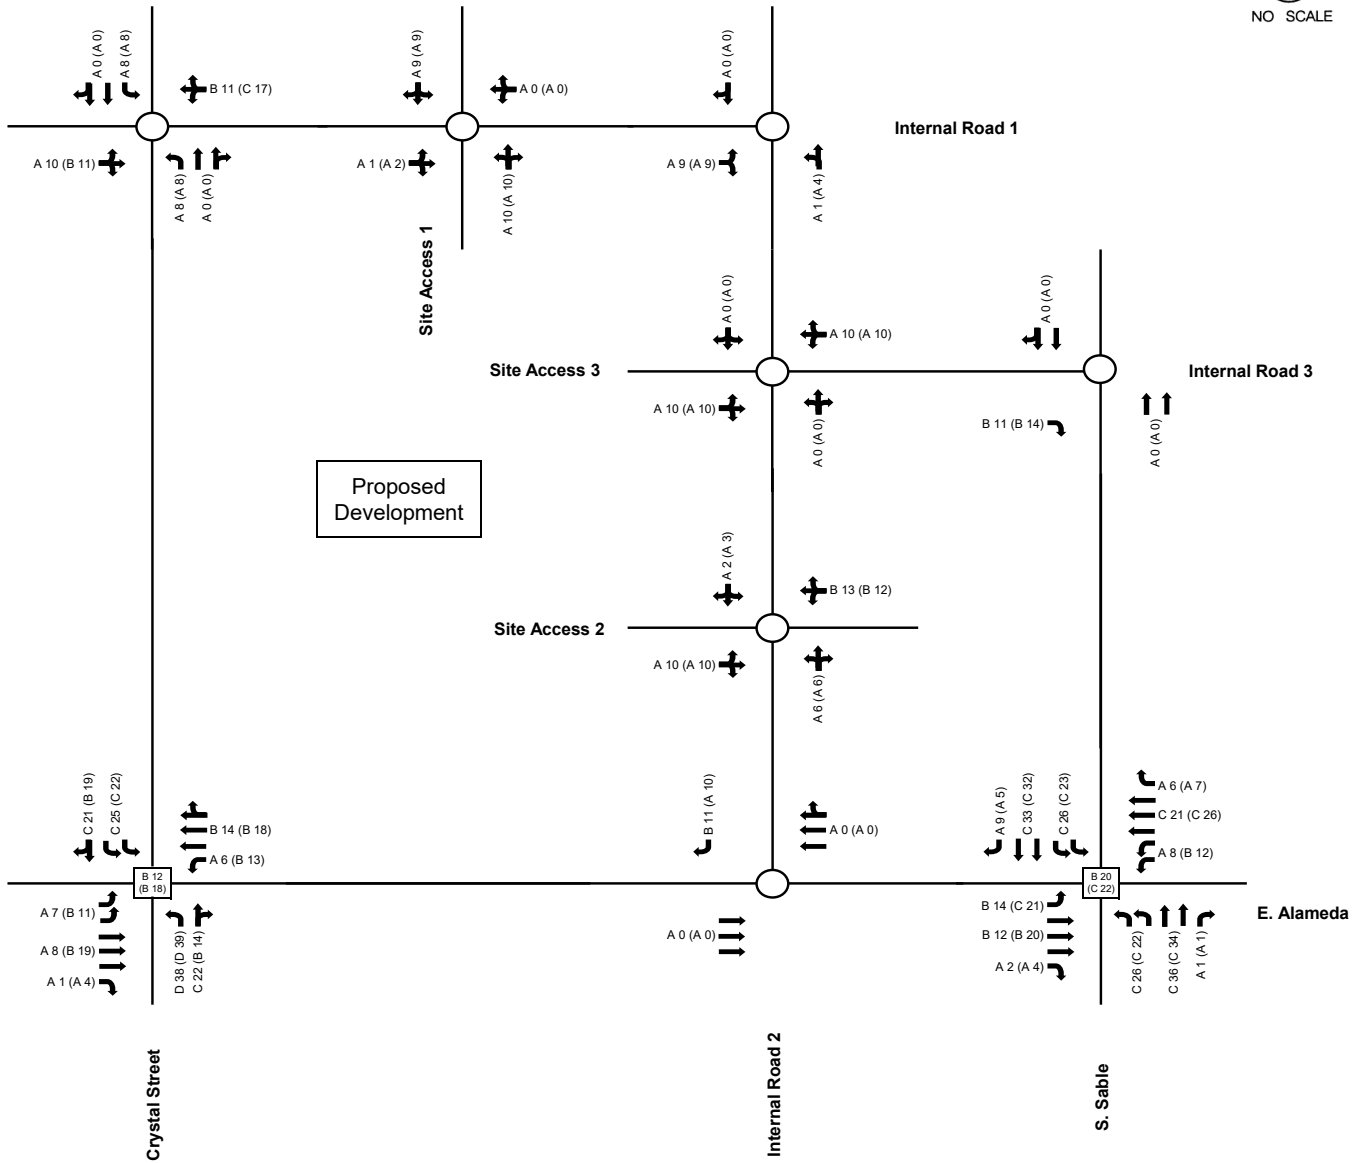 NO SCALE
A 0 (A 0)
A 8 (A 8)
B 11 (C 17)
A 9 (A 9)
A 0 (A 0)
A 0 (A 0)
Internal Road 1
A 10 (B 11)
A 8 (A 8)
A 0 (A 0)
A 1 (A 2)
A 10 (A 10)
A 9 (A 9)
A 1 (A 4)
Site Access 1
A 0 (A 0)
A 10 (A 10)
A 0 (A 0)
Site Access 3
Internal Road 3
A 10 (A 10)
A 0 (A 0)
B 11 (B 14)
A 0 (A 0)
Proposed
Development
A 2 (A 3)
B 13 (B 12)
Site Access 2
A 10 (A 10)
A 6 (A 6)
C 21 (B 19)
C 25 (C 22)
B 14 (B 18)
A 6 (B 13)
B 11 (A 10)
A 0 (A 0)
A 9 (A 5)
C 33 (C 32)
C 26 (C 23)
A 6 (A 7)
C 21 (C 26)
A 8 (B 12)
B 12
(B 18)
B 20
(C 22)
E. Alameda
A 7 (B 11)
A 8 (B 19)
A 1 (A 4)
D 38 (D 39)
C 22 (B 14)
A 0 (A 0)
B 14 (C 21)
B 12 (B 20)
A 2 (A 4)
C 26 (C 22)
C 36 (C 34)
A 1 (A 1)
Crystal Street
Internal Road 2
S. Sable